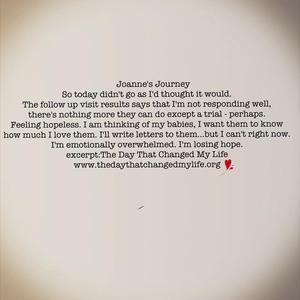 Joanne's Journey
So today didn't go as I'd thought it would.
The follow up visit results says that I'm not responding well,
there's nothing more they can do except a trial - perhaps.
Feeling hopeless. I am thinking of my babies, I want them to know
how much I love them. I'll write letters to them...but I can't right now.
I'm emotionally overwhelmed. I'm losing hope.
excerpt:The Day That Changed My Life
www.thedaythatchangedmylife.org